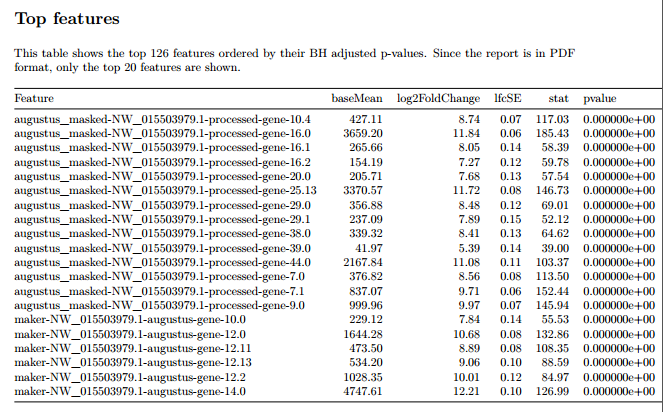 Top features
This table shows the top 126 features ordered by their BH adjusted p-values. Since the report is in PDF
format, only the top 20 features are shown.
Feature baseMean log2FoldChange lfcSE stat pvalue
augustus_masked-NW_015503979.1-processed-gene-10.4 427.11 8.74 0.07 117.03 0.000000e+00
augustus_masked-NW_015503979.1-processed-gene-16.0 3659.20 11.84 0.06 185.43 0.000000e+00
augustus_masked-NW_015503979.1-processed-gene-16.1 265.66 8.05 0.14 58.39 0.000000e+00
augustus_masked-NW_015503979.1-processed-gene-16.2 154.19 7.27 0.12 59.78 0.000000e+00
augustus_masked-NW_015503979.1-processed-gene-20.0 205.71 7.68 0.13 57.54 0.000000e+00
augustus_masked-NW_015503979.1-processed-gene-25.13 3370.57 11.72 0.08 146.73 0.000000e+00
augustus_masked-NW_015503979.1-processed-gene-29.0 356.88 8.48 0.12 69.01 0.000000e+00
augustus_masked-NW_015503979.1-processed-gene-29.1 237.09 7.89 0.15 52.12 0.000000e+00
augustus_masked-NW_015503979.1-processed-gene-38.0 339.32 8.41 0.13 64.62 0.000000e+00
augustus_masked-NW_015503979.1-processed-gene-39.0 41.97 5.39 0.14 39.00 0.000000e+00
augustus_masked-NW_015503979.1-processed-gene-44.0 2167.84 11.08 0.11 103.37 0.000000e+00
augustus_masked-NW_015503979.1-processed-gene-7.0 376.82 8.56 0.08 113.50 0.000000e+00
augustus_masked-NW_015503979.1-processed-gene-7.1 837.07 9.71 0.06 152.44 0.000000e+00
augustus_masked-NW_015503979.1-processed-gene-9.0 999.96 9.97 0.07 145.94 0.000000e+00
maker-NW_015503979.1-augustus-gene-10.0 229.12 7.84 0.14 55.53 0.000000e+00
maker-NW_015503979.1-augustus-gene-12.0 1644.28 10.68 0.08 132.86 0.000000e+00
maker-NW_015503979.1-augustus-gene-12.11 473.50 8.89 0.08 108.35 0.000000e+00
maker-NW_015503979.1-augustus-gene-12.13 534.20 9.06 0.10 88.59 0.000000e+00
maker-NW_015503979.1-augustus-gene-12.2 1028.35 10.01 0.12 84.97 0.000000e+00
maker-NW_015503979.1-augustus-gene-14.0 4747.61 12.21 0.10 126.99 0.000000e+00